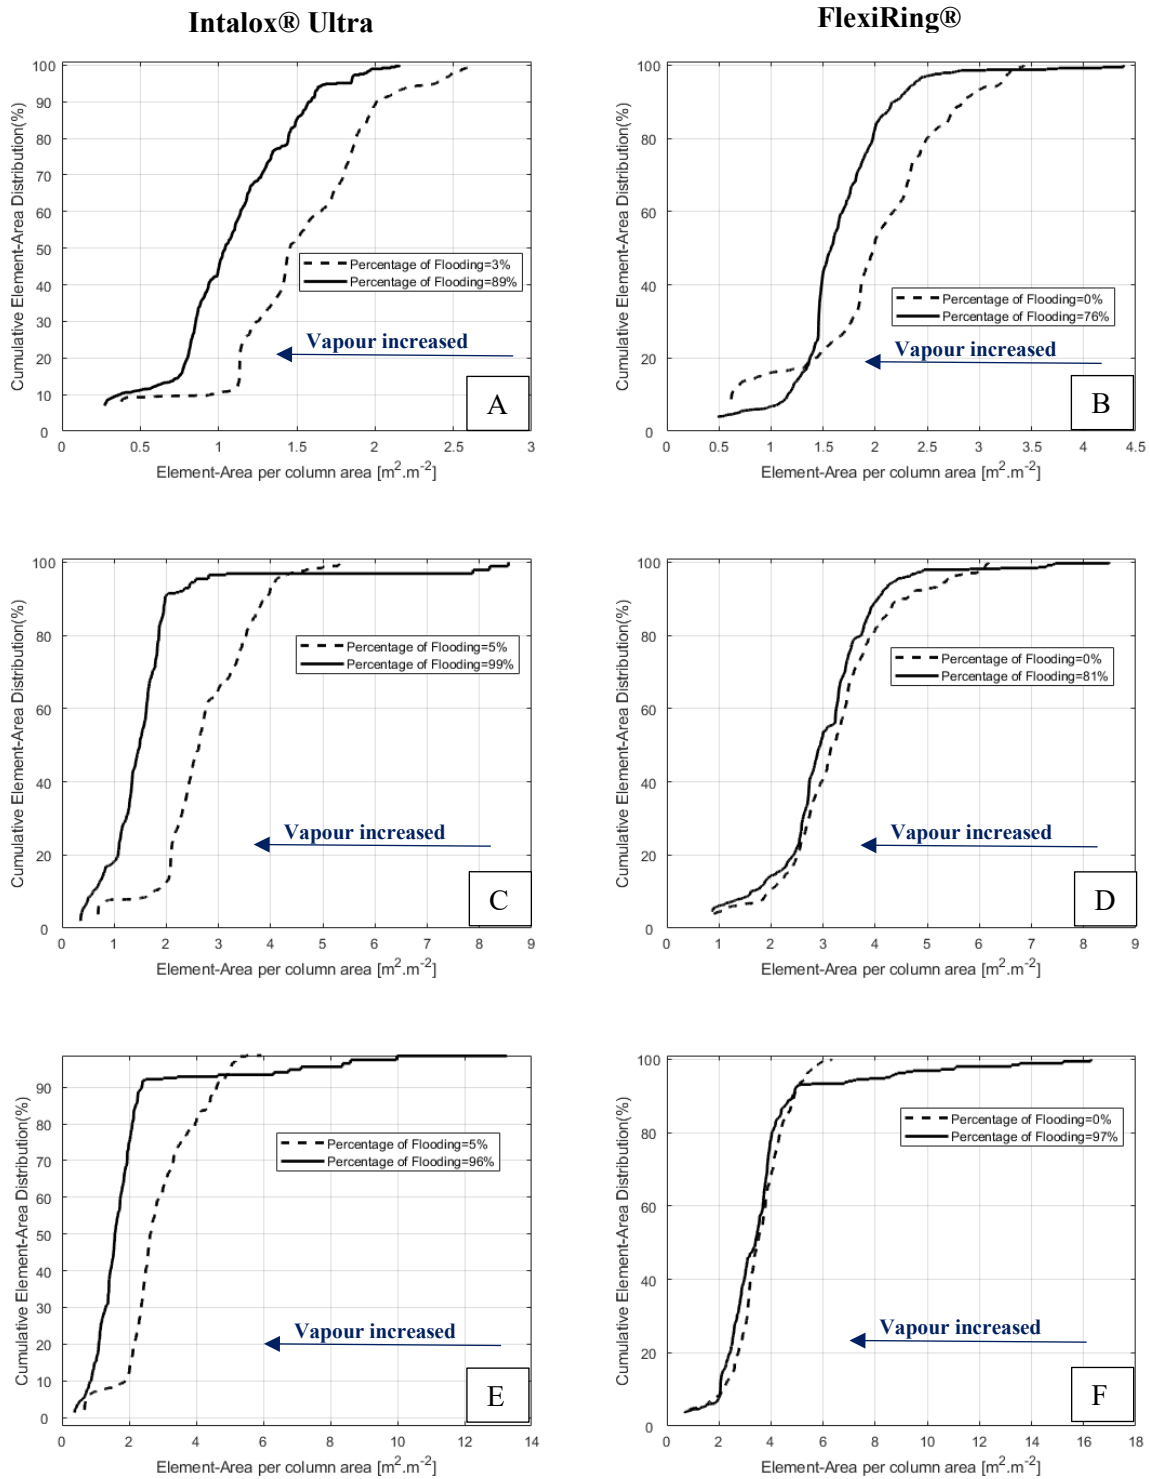 Intalox® Ultra
FlexiRing®
Cumulative Element-Area Distribution(%)
100
90
80
70
60
50
40
30
20
10
0
Percentage of Flooding=3%
Percentage of Flooding=89%
Vapour increased
A
0 0.5 1 1.5 2 2.5 3
Element-Area per column area [m².m⁻²]
Cumulative Element-Area Distribution(%)
100
80
60
40
20
0
Percentage of Flooding=0%
Percentage of Flooding=76%
Vapour increased
B
0 0.5 1 1.5 2 2.5 3 3.5 4 4.5
Element-Area per column area [m².m⁻²]
Cumulative Element-Area Distribution(%)
100
80
60
40
20
0
Percentage of Flooding=5%
Percentage of Flooding=99%
Vapour increased
C
0 1 2 3 4 5 6 7 8 9
Element-Area per column area [m².m⁻²]
Cumulative Element-Area Distribution(%)
100
80
60
40
20
0
Percentage of Flooding=0%
Percentage of Flooding=81%
Vapour increased
D
0 1 2 3 4 5 6 7 8 9
Element-Area per column area [m².m⁻²]
Cumulative Element-Area Distribution(%)
90
80
70
60
50
40
30
20
10
0
Percentage of Flooding=5%
Percentage of Flooding=96%
Vapour increased
E
0 2 4 6 8 10 12 14
Element-Area per column area [m².m⁻²]
Cumulative Element-Area Distribution(%)
100
80
60
40
20
0
Percentage of Flooding=0%
Percentage of Flooding=97%
Vapour increased
F
0 2 4 6 8 10 12 14 16 18
Element-Area per column area [m².m⁻²]